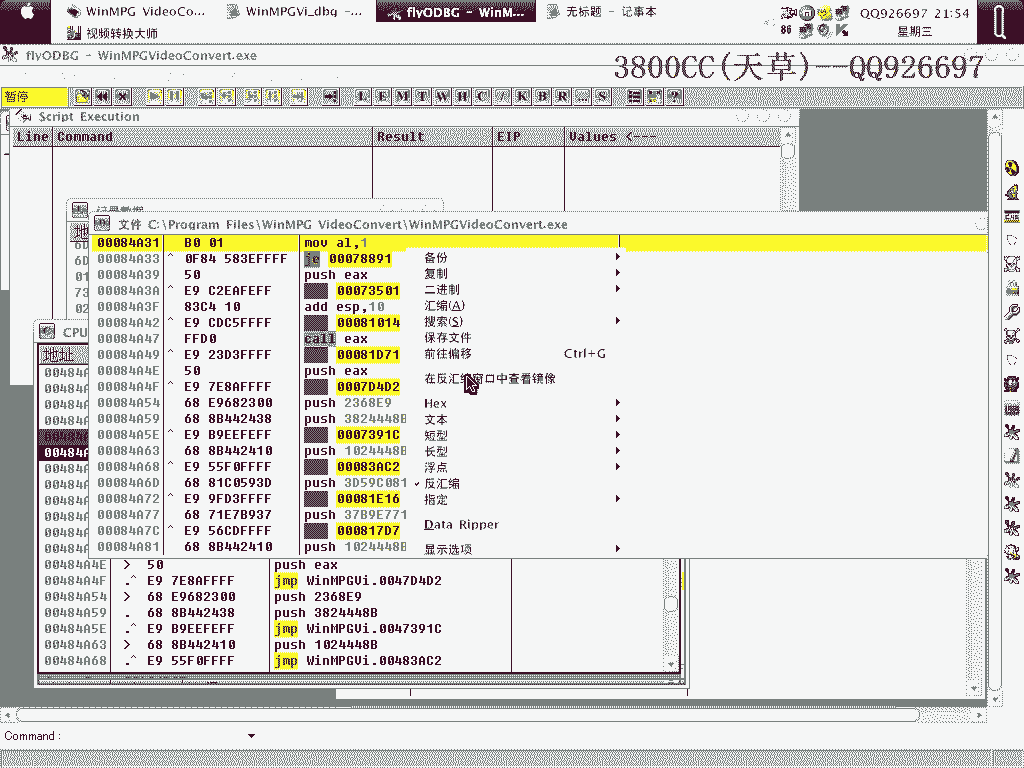 WinMPG VideoCo...
WinMPGVi_dbg -...
flyODBG - WinM...
无标题 - 记事本
QQ926697 21:54
视频转换大师
86
星期三
flyODBG - WinMPGVideoConvert.exe
3800CC(天草)--QQ926697
暂停
L E M T W H C / K B R ... S
Script Execution
Line Command Result EIP Values <---
文件 C:\Program Files\WinMPG VideoConvert\WinMPGVideoConvert.exe
00084A31 B0 01 mov al,1
00084A33 ^ 0F84 583EFFFF je 00078891
00084A39 50 push eax
00084A3A ^ E9 C2EAFEFF 00073501
00084A3F 83C4 10 add esp,10
00084A42 ^ E9 CDC5FFFF 00081014
00084A47 FFD0 call eax
00084A49 ^ E9 23D3FFFF 00081D71
00084A4E 50 push eax
00084A4F ^ E9 7E8AFFFF 0007D4D2
00084A54 68 E9682300 push 2368E9
00084A59 68 8B442438 push 3824448B
00084A5E ^ E9 B9EEFEFF 0007391C
00084A63 68 8B442410 push 1024448B
00084A68 ^ E9 55F0FFFF 00083AC2
00084A6D 68 81C0593D push 3D59C081
00084A72 ^ E9 9FD3FFFF 00081E16
00084A77 68 71E7B937 push 37B9E771
00084A7C ^ E9 56CDFFFF 000817D7
00084A81 68 8B442410 push 1024448B
备份
复制
二进制
汇编(A)
搜索(S)
保存文件
前往偏移 Ctrl+G
在反汇编窗口中查看镜像
Hex
文本
短型
长型
浮点
反汇编
指定
Data Ripper
显示选项
CPU
地址
00484A4E > 50 push eax
00484A4F .^ E9 7E8AFFFF jmp WinMPGVi.0047D4D2
00484A54 > 68 E9682300 push 2368E9
00484A59 . 68 8B442438 push 3824448B
00484A5E .^ E9 B9EEFEFF jmp WinMPGVi.0047391C
00484A63 > 68 8B442410 push 1024448B
00484A68 .^ E9 55F0FFFF jmp WinMPGVi.00483AC2
Command :